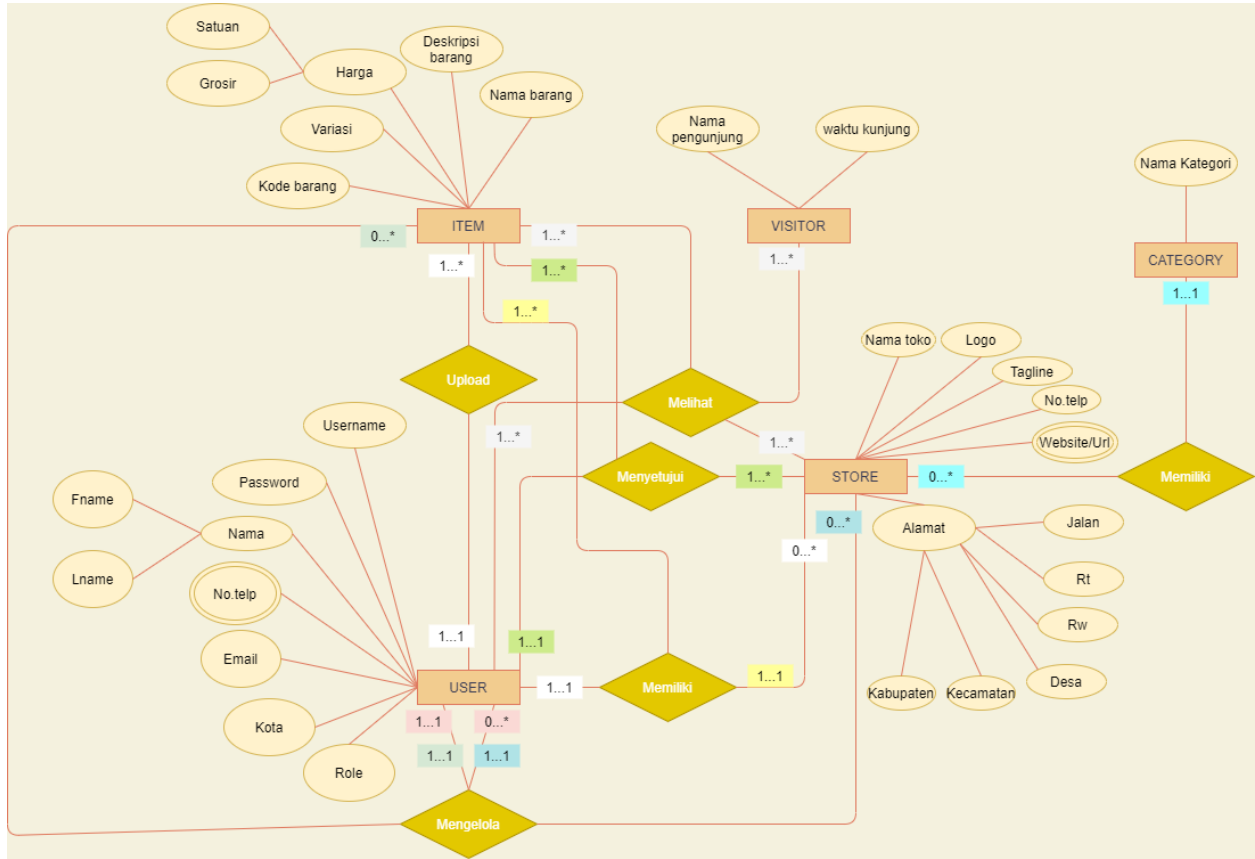 Satuan
Grosir
Harga
Deskripsi
barang
Nama barang
Variasi
Kode barang
Nama
pengunjung
waktu kunjung
Nama Kategori
ITEM
VISITOR
CATEGORY
0...*
1...*
1...*
1...*
1...*
1...*
1...1
Upload
Melihat
Nama toko
Logo
Tagline
No.telp
Website/Url
Username
1...*
1...*
Password
Menyetujui
1...*
STORE
0...*
Memiliki
Fname
Nama
Lname
0...*
0...*
Alamat
Jalan
Rt
Rw
Desa
Kecamatan
Kabupaten
No.telp
Email
Kota
Role
1...1
1...1
USER
1...1
Memiliki
1...1
1...1
0...*
1...1
1...1
Mengelola